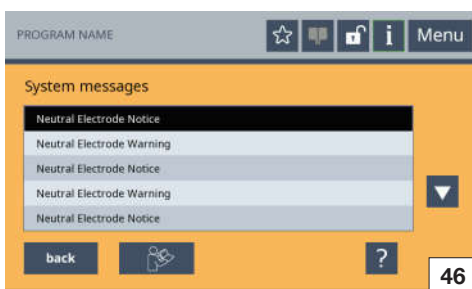 PROGRAM NAME
i
Menu
System messages
Neutral Electrode Notice
Neutral Electrode Warning
Neutral Electrode Notice
Neutral Electrode Warning
Neutral Electrode Notice
back
?
46